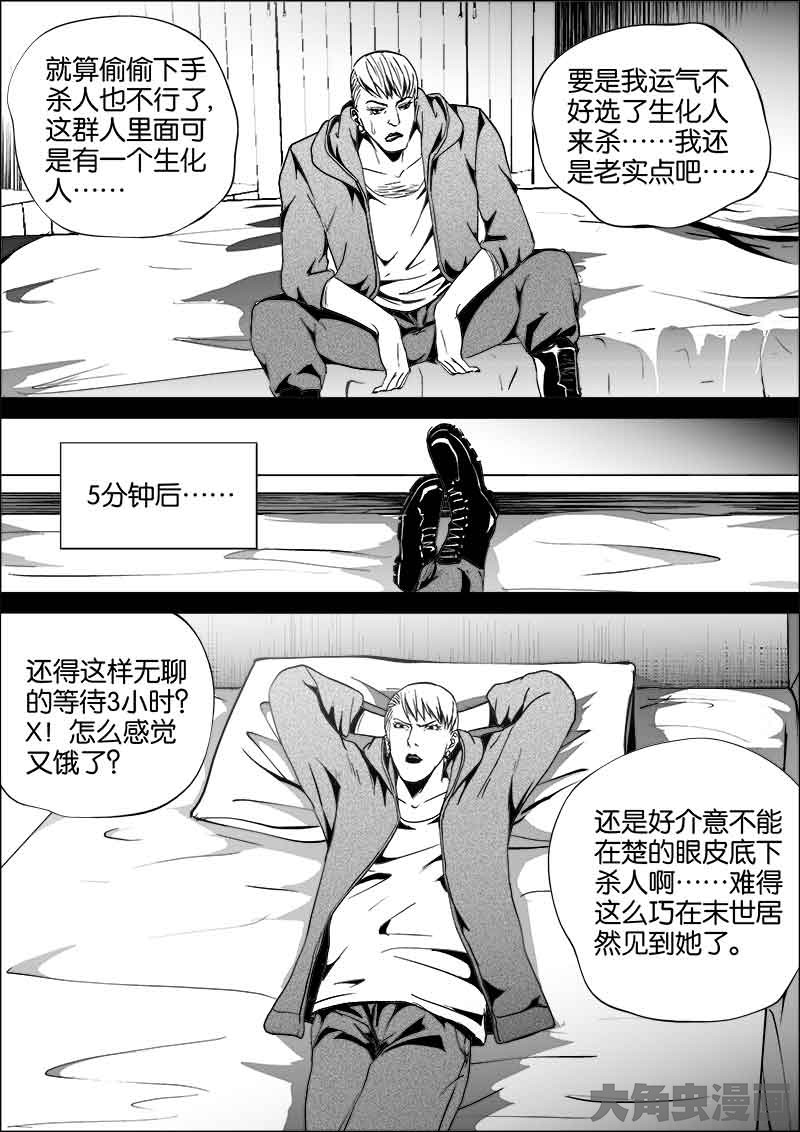 就算偷偷下手
杀人也不行了，
这群人里面可
是有一个生化
人……
要是我运气不
好选了生化人
来杀……我还
是老实点吧……
5分钟后……
还得这样无聊
的等待3小时？
X！怎么感觉
又饿了？
还是好介意不能
在楚的眼皮底下
杀人啊……难得
这么巧在末世居
然见到她了。
大角虫漫画